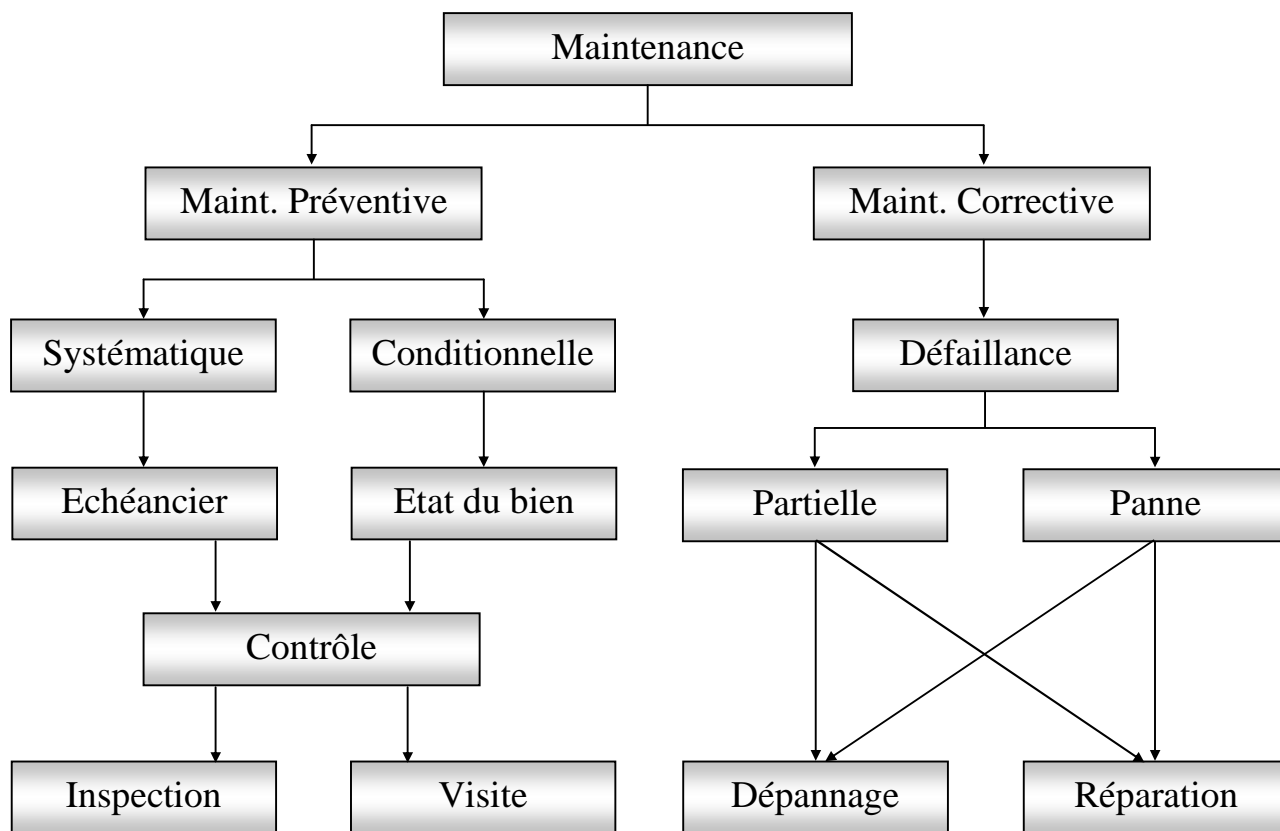 Maintenance
Maint. Préventive
Maint. Corrective
Systématique
Conditionnelle
Défaillance
Echéancier
Etat du bien
Partielle
Panne
Contrôle
Inspection
Visite
Dépannage
Réparation